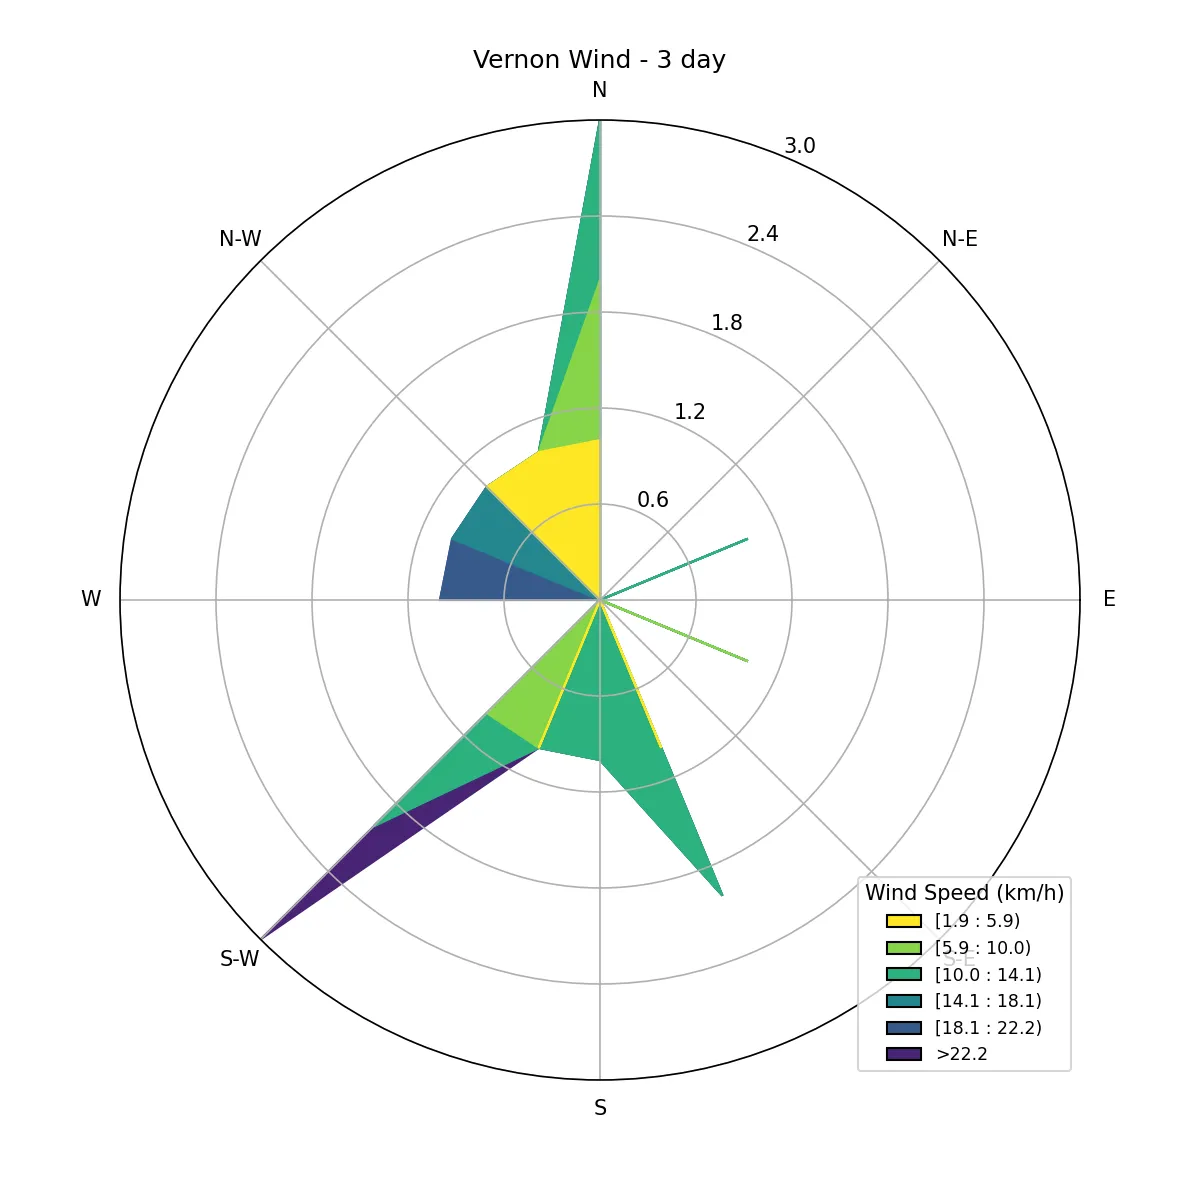 Vernon Wind - 3 day
N
3.0
2.4
N-W
N-E
1.8
1.2
0.6
W
E
S-W
S-E
Wind Speed (km/h)
[1.9 : 5.9)
[5.9 : 10.0)
[10.0 : 14.1)
[14.1 : 18.1)
[18.1 : 22.2)
>22.2
S